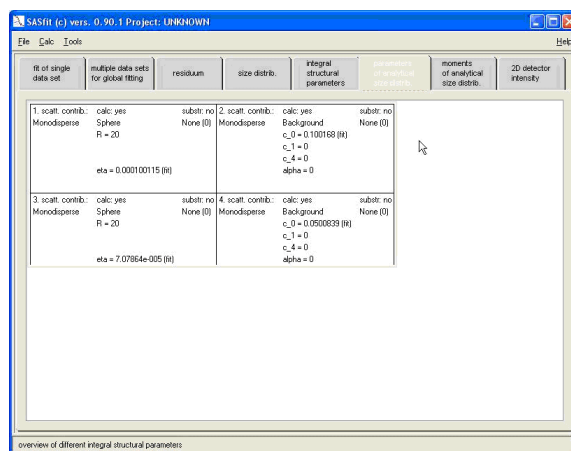 SASfit (c) vers. 0.90.1 Project: UNKNOWN
File Calc Tools Help
fit of single
data set
multiple data sets
for global fitting
residuum
size distrib.
integral
structural
parameters
parameters
of analytical
size distrib.
moments
of analytical
size distrib.
2D detector
intensity
1. scatt. contrib.: calc: yes substr: no
Monodisperse Sphere None (0)
R = 20
eta = 0.000100115 (fit)
2. scatt. contrib.: calc: yes substr: no
Monodisperse Background None (0)
c_0 = 0.100168 (fit)
c_1 = 0
c_4 = 0
alpha = 0
3. scatt. contrib.: calc: yes substr: no
Monodisperse Sphere None (0)
R = 20
eta = 7.07864e-005 (fit)
4. scatt. contrib.: calc: yes substr: no
Monodisperse Background None (0)
c_0 = 0.0500839 (fit)
c_1 = 0
c_4 = 0
alpha = 0
overview of different integral structural parameters